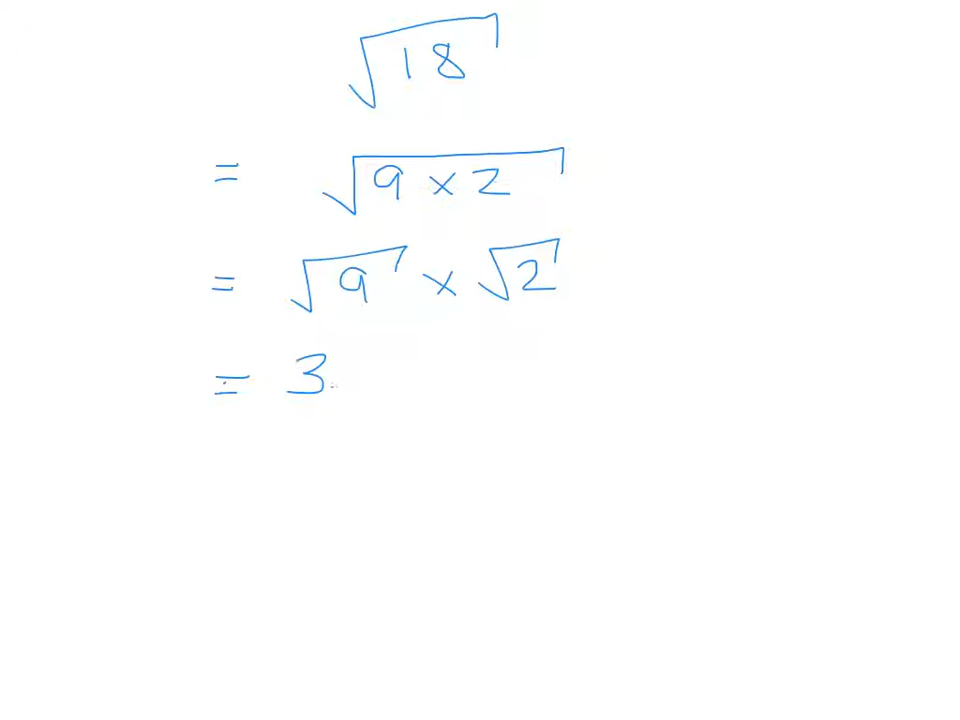 √18
= √9 × 2
= √9 × √2
= 3